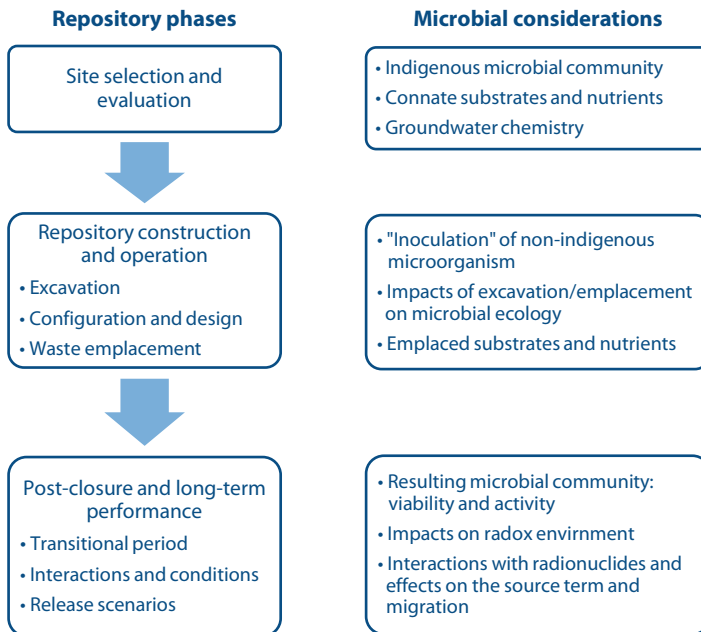 Repository phases
Microbial considerations
Site selection and
evaluation
• Indigenous microbial community
• Connate substrates and nutrients
• Groundwater chemistry
Repository construction
and operation
• Excavation
• Configuration and design
• Waste emplacement
• "Inoculation" of non-indigenous
microorganism
• Impacts of excavation/emplacement
on microbial ecology
• Emplaced substrates and nutrients
Post-closure and long-term
performance
• Transitional period
• Interactions and conditions
• Release scenarios
• Resulting microbial community:
viability and activity
• Impacts on radox envirnment
• Interactions with radionuclides and
effects on the source term and
migration